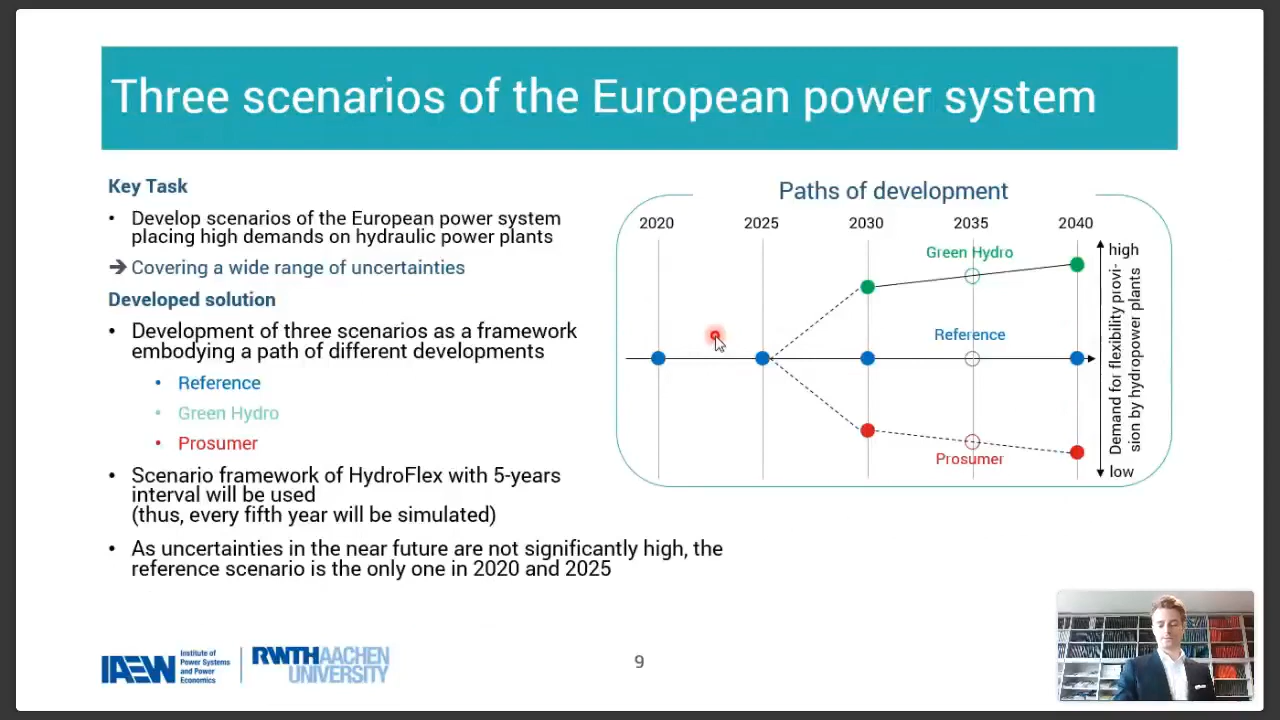 Three scenarios of the European power system
Key Task
• Develop scenarios of the European power system
placing high demands on hydraulic power plants
➔ Covering a wide range of uncertainties
Developed solution
• Development of three scenarios as a framework
embodying a path of different developments
• Reference
• Green Hydro
• Prosumer
• Scenario framework of HydroFlex with 5-years
interval will be used
(thus, every fifth year will be simulated)
• As uncertainties in the near future are not significantly high, the
reference scenario is the only one in 2020 and 2025
Paths of development
2020 2025 2030 2035 2040
Green Hydro
Reference
Prosumer
high
Demand for flexibility provi-
sion by hydropower plants
low
IAEW
Institute of
Power Systems
and Power
Economics
RWTHAACHEN
UNIVERSITY
9